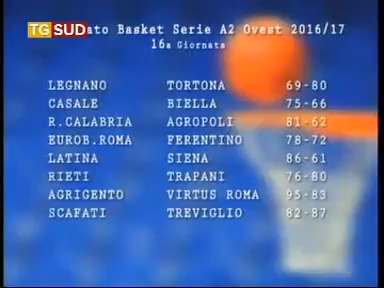 TG SUD ato Basket Serie A2 Ovest 2016/17
16a Giornata
LEGNANO TORTONA 69-80
CASALE BIELLA 75-66
R.CALABRIA AGROPOLI 81-62
EUROB.ROMA FERENTINO 78-72
LATINA SIENA 86-61
RIETI TRAPANI 76-80
AGRIGENTO VIRTUS ROMA 95-83
SCAFATI TREVIGLIO 82-87